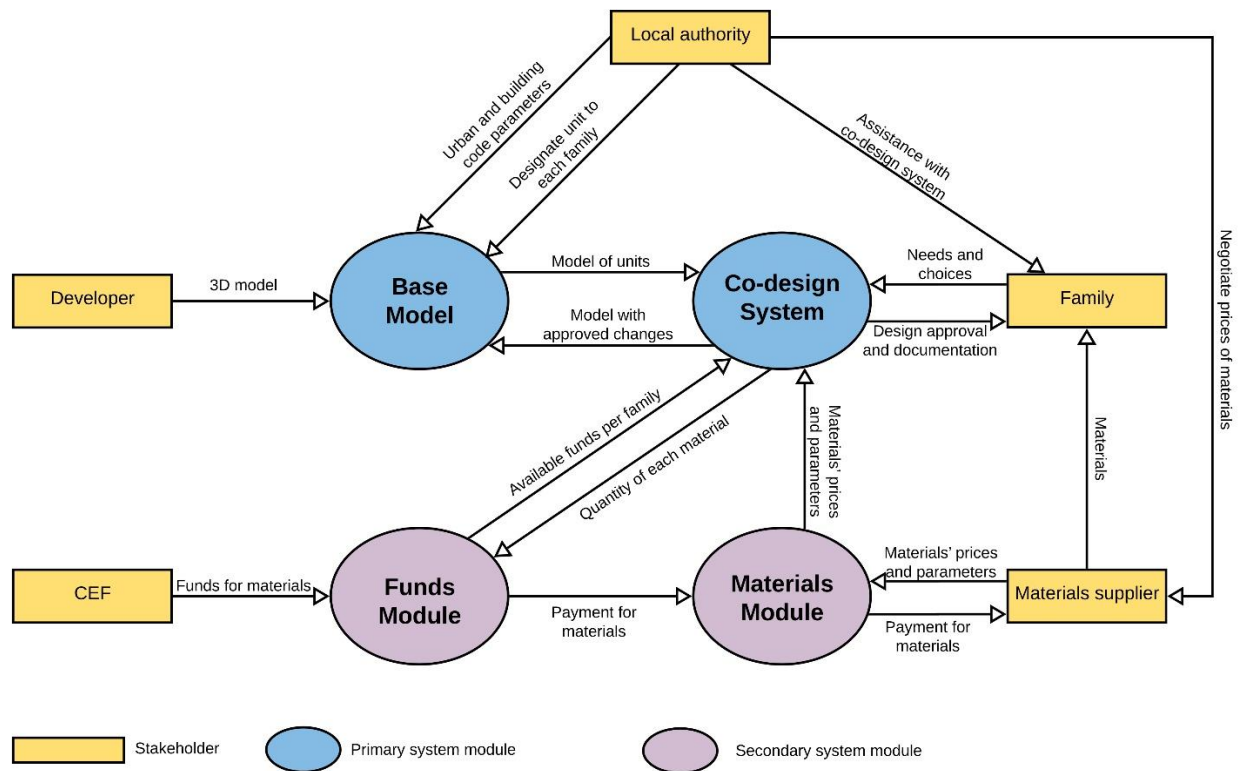 Local authority
Urban and building
code parameters
Designate unit to
each family
Assistance with
co-design system
Negotiate prices of materials
Developer
3D model
Base
Model
Model of units
Model with
approved changes
Co-design
System
Needs and
choices
Design approval
and documentation
Family
Available funds per family
Quantity of each material
Materials' prices
and parameters
Materials
CEF
Funds for materials
Funds
Module
Payment for
materials
Materials
Module
Materials' prices
and parameters
Payment for
materials
Materials supplier
Stakeholder
Primary system module
Secondary system module